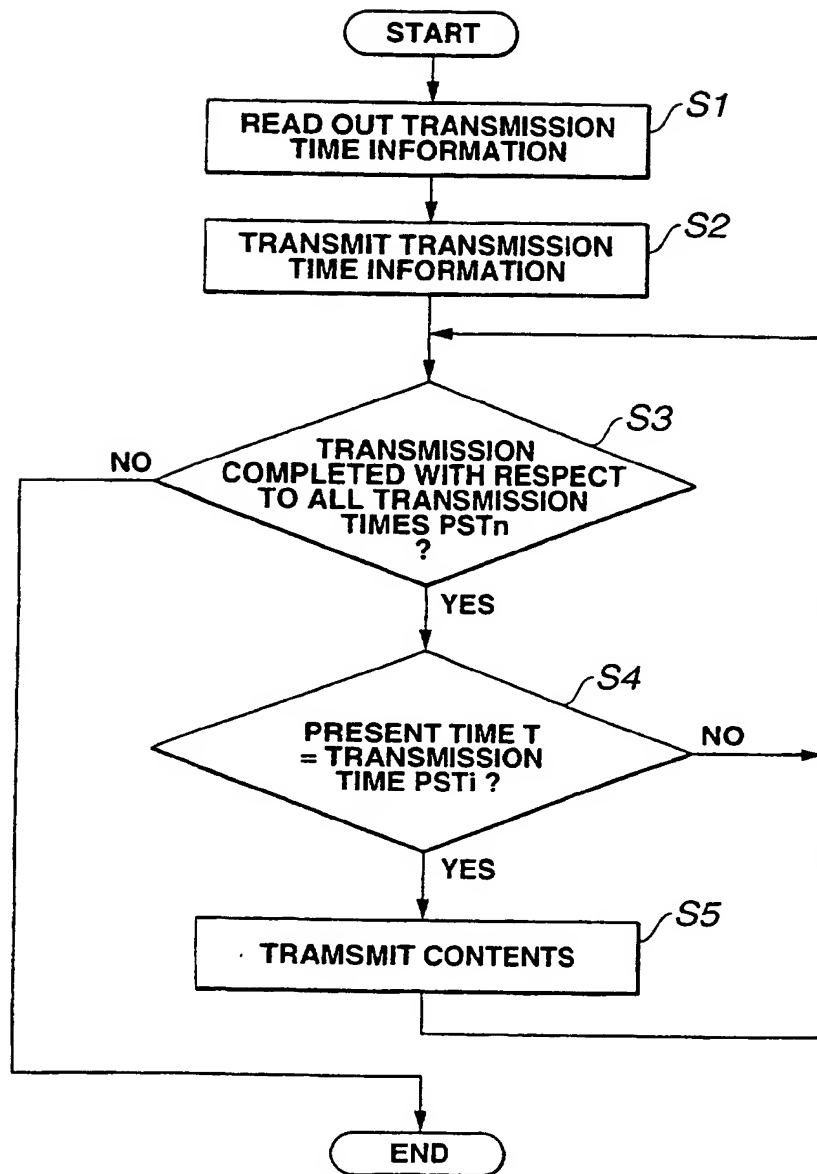 START
S1
READ OUT TRANSMISSION
TIME INFORMATION
S2
TRANSMIT TRANSMISSION
TIME INFORMATION
S3
NO
TRANSMISSION
COMPLETED WITH RESPECT
TO ALL TRANSMISSION
TIMES PSTn
?
YES
S4
PRESENT TIME T
= TRANSMISSION
TIME PSTi ?
NO
YES
S5
TRAMSMIT CONTENTS
END